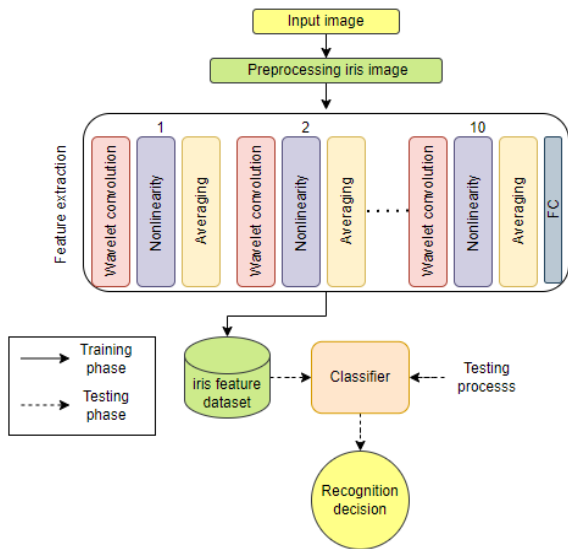 Input image
Preprocessing iris image
Feature extraction
1
Wavelet convolution
Nonlinearity
Averaging
2
Wavelet convolution
Nonlinearity
Averaging
......
10
Wavelet convolution
Nonlinearity
Averaging
FC
Training
phase
Testing
phase
iris feature
dataset
Classifier
Testing
processs
Recognition
decision